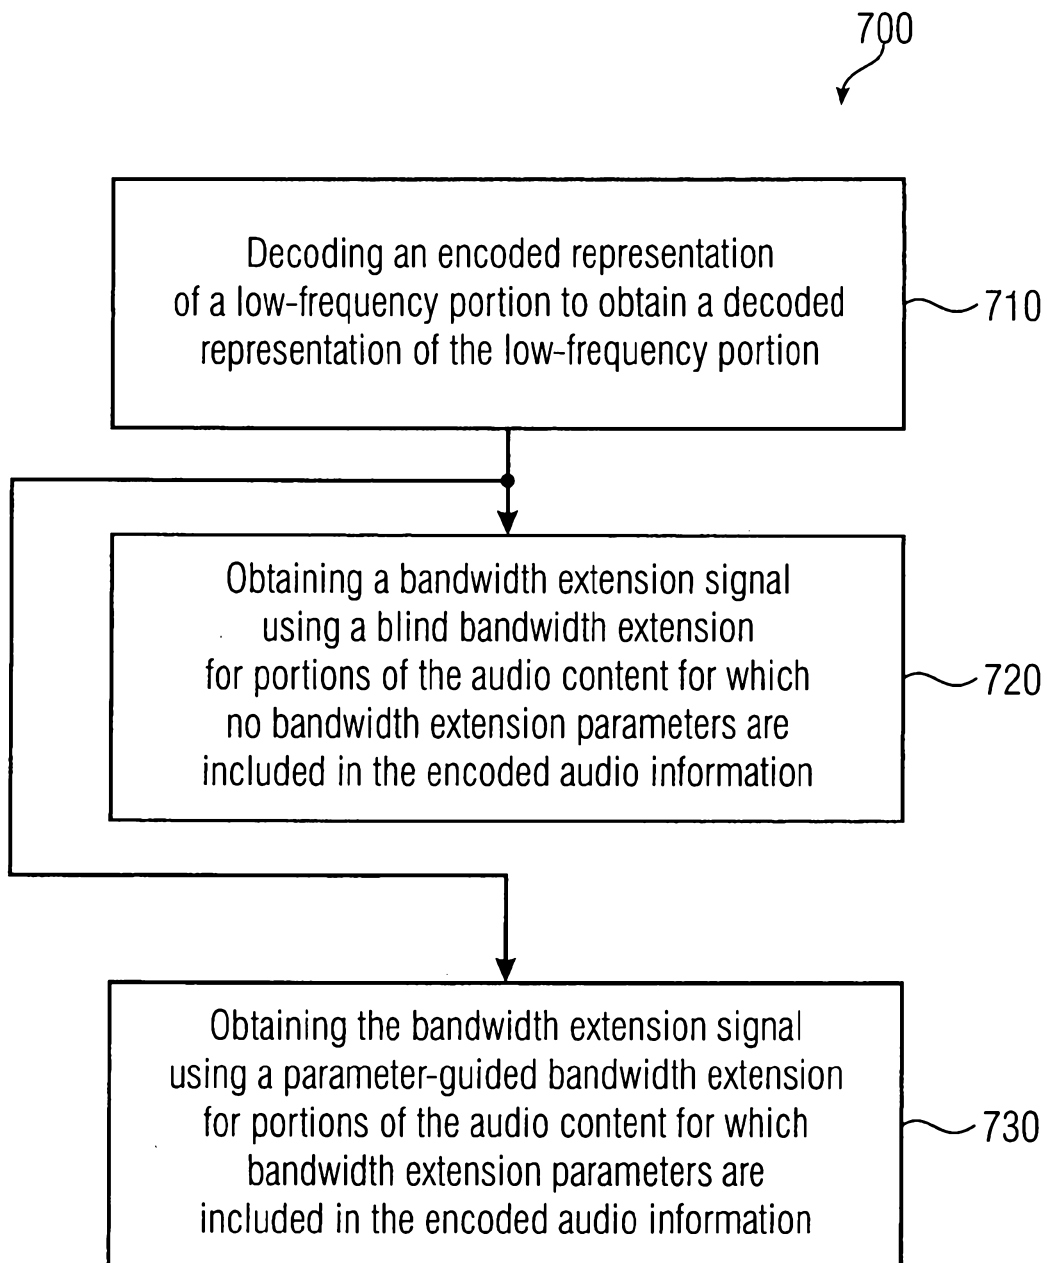 700
Decoding an encoded representation
of a low-frequency portion to obtain a decoded
representation of the low-frequency portion
710
Obtaining a bandwidth extension signal
using a blind bandwidth extension
for portions of the audio content for which
no bandwidth extension parameters are
included in the encoded audio information
720
Obtaining the bandwidth extension signal
using a parameter-guided bandwidth extension
for portions of the audio content for which
bandwidth extension parameters are
included in the encoded audio information
730